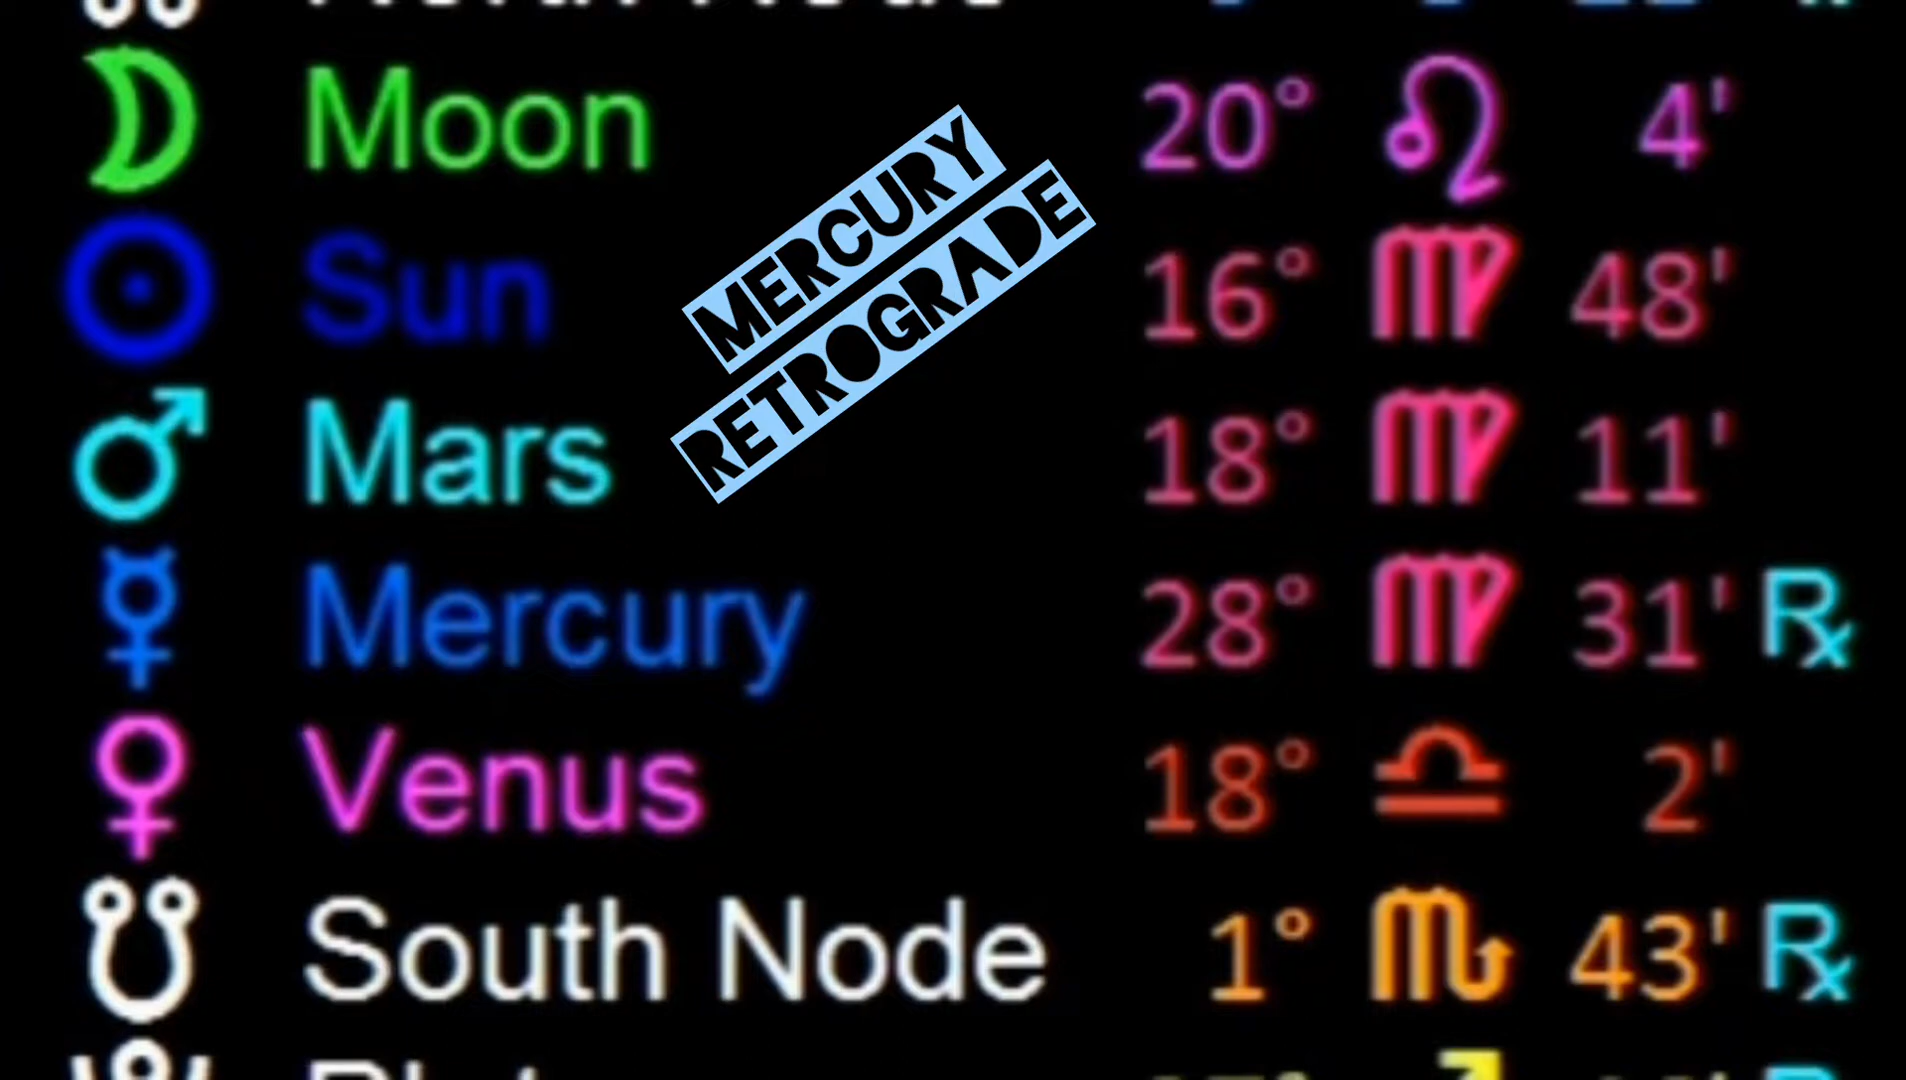 Moon 20° ♌ 4'
MERCURY
RETROGRADE
Sun 16° ♍ 48'
Mars 18° ♍ 11'
Mercury 28° ♍ 31' ℞
Venus 18° ♎ 2'
South Node 1° ♏ 43' ℞